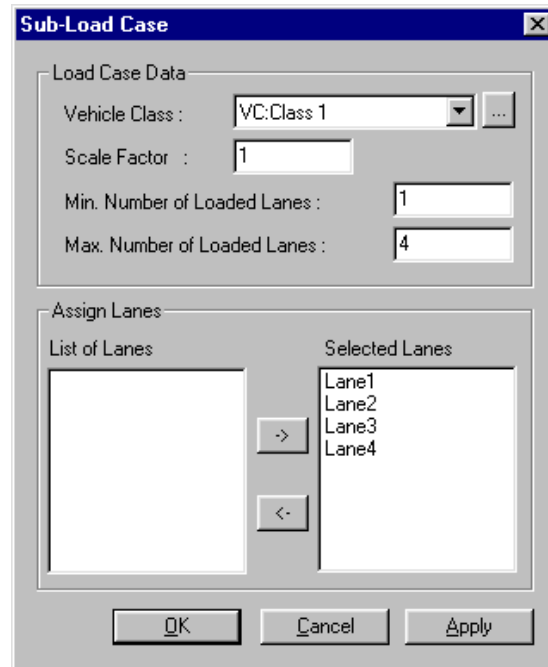 Sub-Load Case
Load Case Data
Vehicle Class :
VC:Class 1
...
Scale Factor :
1
Min. Number of Loaded Lanes :
1
Max. Number of Loaded Lanes :
4
Assign Lanes
List of Lanes
Selected Lanes
Lane1
Lane2
Lane3
Lane4
->
<-
OK
Cancel
Apply